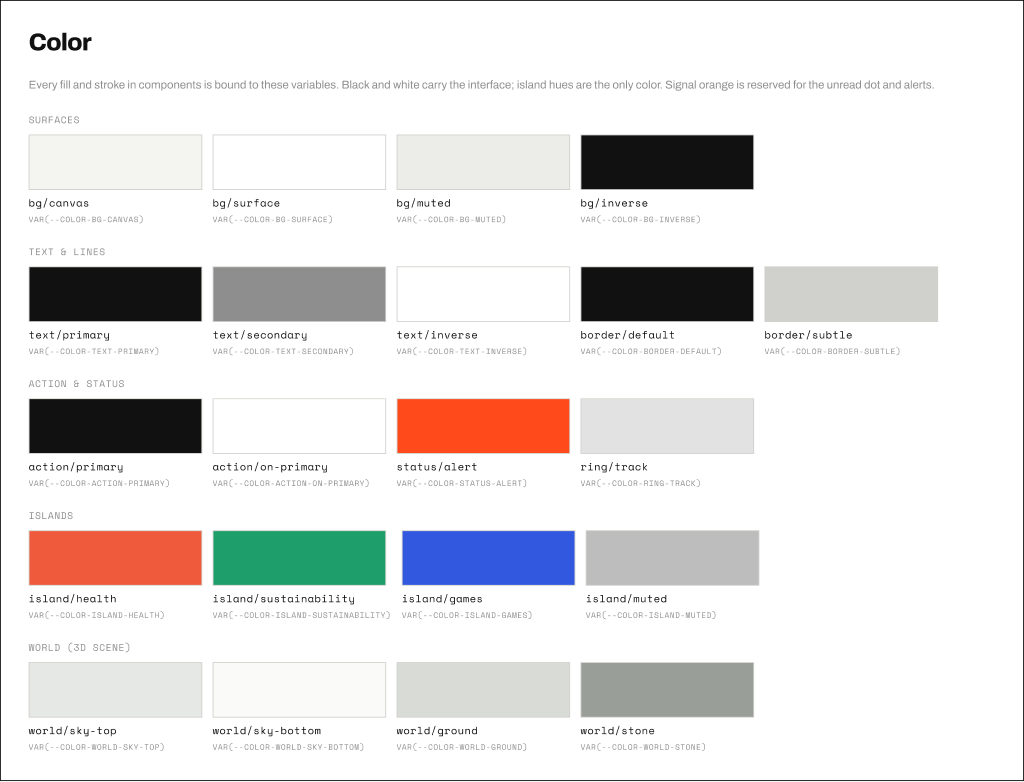 Color
Every fill and stroke in components is bound to these variables. Black and white carry the interface; island hues are the only color. Signal orange is reserved for the unread dot and alerts.
SURFACES
bg/canvas
VAR(--COLOR-BG-CANVAS)
bg/surface
VAR(--COLOR-BG-SURFACE)
bg/muted
VAR(--COLOR-BG-MUTED)
bg/inverse
VAR(--COLOR-BG-INVERSE)
TEXT & LINES
text/primary
VAR(--COLOR-TEXT-PRIMARY)
text/secondary
VAR(--COLOR-TEXT-SECONDARY)
text/inverse
VAR(--COLOR-TEXT-INVERSE)
border/default
VAR(--COLOR-BORDER-DEFAULT)
border/subtle
VAR(--COLOR-BORDER-SUBTLE)
ACTION & STATUS
action/primary
VAR(--COLOR-ACTION-PRIMARY)
action/on-primary
VAR(--COLOR-ACTION-ON-PRIMARY)
status/alert
VAR(--COLOR-STATUS-ALERT)
ring/track
VAR(--COLOR-RING-TRACK)
ISLANDS
island/health
VAR(--COLOR-ISLAND-HEALTH)
island/sustainability
VAR(--COLOR-ISLAND-SUSTAINABILITY)
island/games
VAR(--COLOR-ISLAND-GAMES)
island/muted
VAR(--COLOR-ISLAND-MUTED)
WORLD (3D SCENE)
world/sky-top
VAR(--COLOR-WORLD-SKY-TOP)
world/sky-bottom
VAR(--COLOR-WORLD-SKY-BOTTOM)
world/ground
VAR(--COLOR-WORLD-GROUND)
world/stone
VAR(--COLOR-WORLD-STONE)